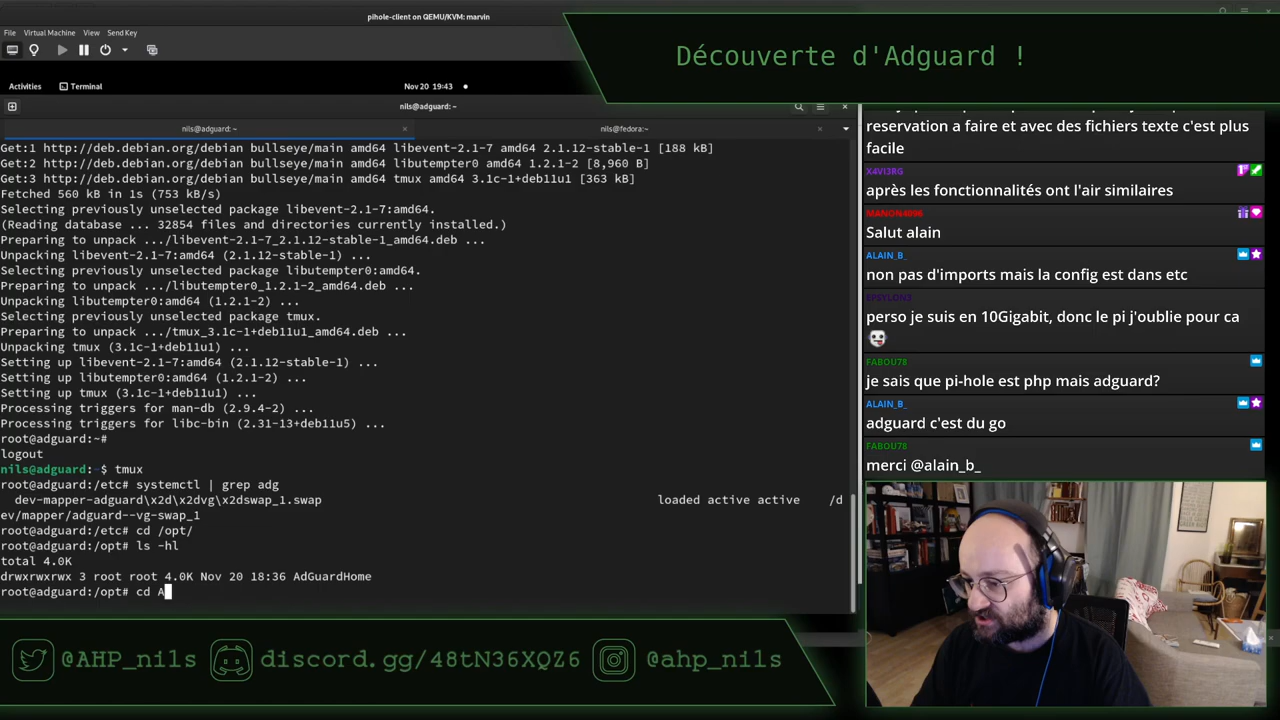 pihole-client on QEMU/KVM: marvin
File Virtual Machine View Send Key
Découverte d'Adguard !
Activities Terminal Nov 20 19:43
nils@adguard: ~
nils@adguard: ~ nils@fedora:~
Get:1 http://deb.debian.org/debian bullseye/main amd64 libevent-2.1-7 amd64 2.1.12-stable-1 [188 kB]
Get:2 http://deb.debian.org/debian bullseye/main amd64 libutempter0 amd64 1.2.1-2 [8,960 B]
Get:3 http://deb.debian.org/debian bullseye/main amd64 tmux amd64 3.1c-1+deb11u1 [363 kB]
Fetched 560 kB in 1s (753 kB/s)
Selecting previously unselected package libevent-2.1-7:amd64.
(Reading database ... 32854 files and directories currently installed.)
Preparing to unpack .../libevent-2.1-7_2.1.12-stable-1_amd64.deb ...
Unpacking libevent-2.1-7:amd64 (2.1.12-stable-1) ...
Selecting previously unselected package libutempter0:amd64.
Preparing to unpack .../libutempter0_1.2.1-2_amd64.deb ...
Unpacking libutempter0:amd64 (1.2.1-2) ...
Selecting previously unselected package tmux.
Preparing to unpack .../tmux_3.1c-1+deb11u1_amd64.deb ...
Unpacking tmux (3.1c-1+deb11u1) ...
Setting up libevent-2.1-7:amd64 (2.1.12-stable-1) ...
Setting up libutempter0:amd64 (1.2.1-2) ...
Setting up tmux (3.1c-1+deb11u1) ...
Processing triggers for man-db (2.9.4-2) ...
Processing triggers for libc-bin (2.31-13+deb11u5) ...
root@adguard:~#
logout
nils@adguard:~$ tmux
root@adguard:/etc# systemctl | grep adg
dev-mapper-adguard\x2d\x2dvg\x2dswap_1.swap loaded active active /d
ev/mapper/adguard--vg-swap_1
root@adguard:/etc# cd /opt/
root@adguard:/opt# ls -hl
total 4.0K
drwxrwxrwx 3 root root 4.0K Nov 20 18:36 AdGuardHome
root@adguard:/opt# cd A
reservation a faire et avec des fichiers texte c'est plus
facile
X4VI3RG
après les fonctionnalités ont l'air similaires
MANON4096
Salut alain
ALAIN_B_
non pas d'imports mais la config est dans etc
EPSYLON3
perso je suis en 10Gigabit, donc le pi j'oublie pour ca
FABOU78
je sais que pi-hole est php mais adguard?
ALAIN_B_
adguard c'est du go
FABOU78
merci @alain_b_
@AHP_nils discord.gg/48tN36XQZ6 @ahp_nils